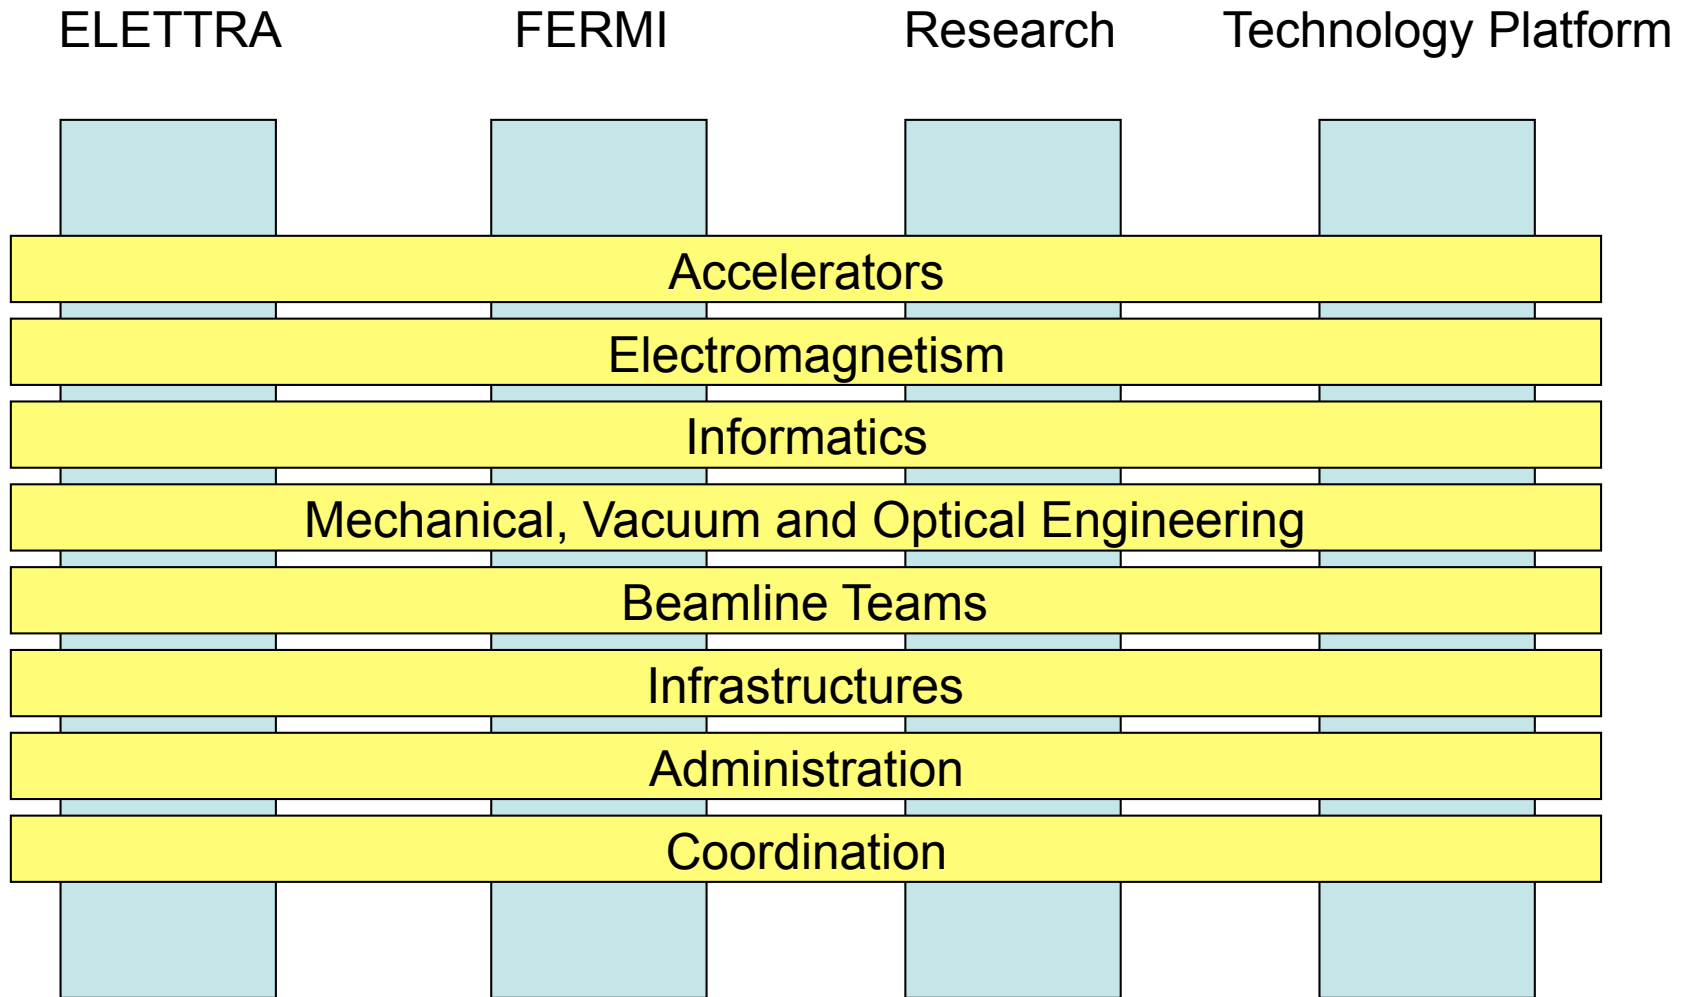 ELETTRA FERMI Research Technology Platform
Accelerators
Electromagnetism
Informatics
Mechanical, Vacuum and Optical Engineering
Beamline Teams
Infrastructures
Administration
Coordination